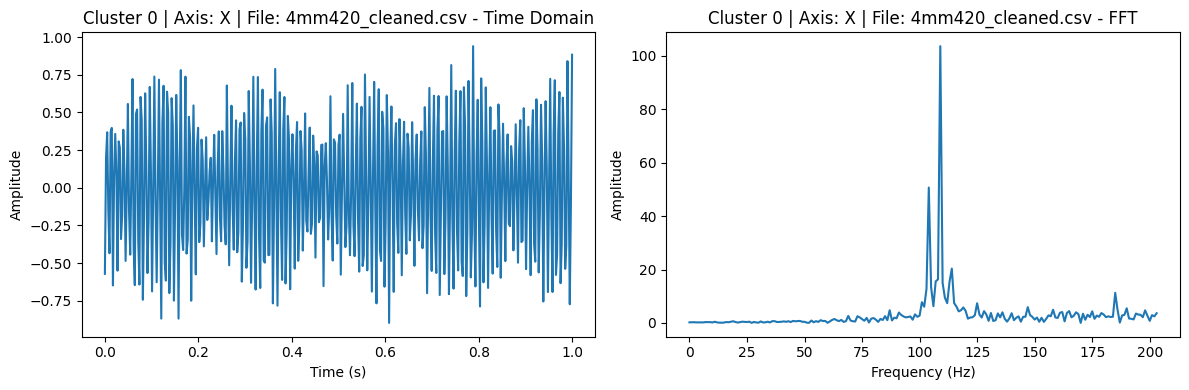 Cluster 0 | Axis: X | File: 4mm420_cleaned.csv - Time Domain
1.00
0.75
0.50
0.25
0.00
−0.25
−0.50
−0.75
Amplitude
0.0 0.2 0.4 0.6 0.8 1.0
Time (s)
Cluster 0 | Axis: X | File: 4mm420_cleaned.csv - FFT
100
80
60
40
20
0
Amplitude
0 25 50 75 100 125 150 175 200
Frequency (Hz)